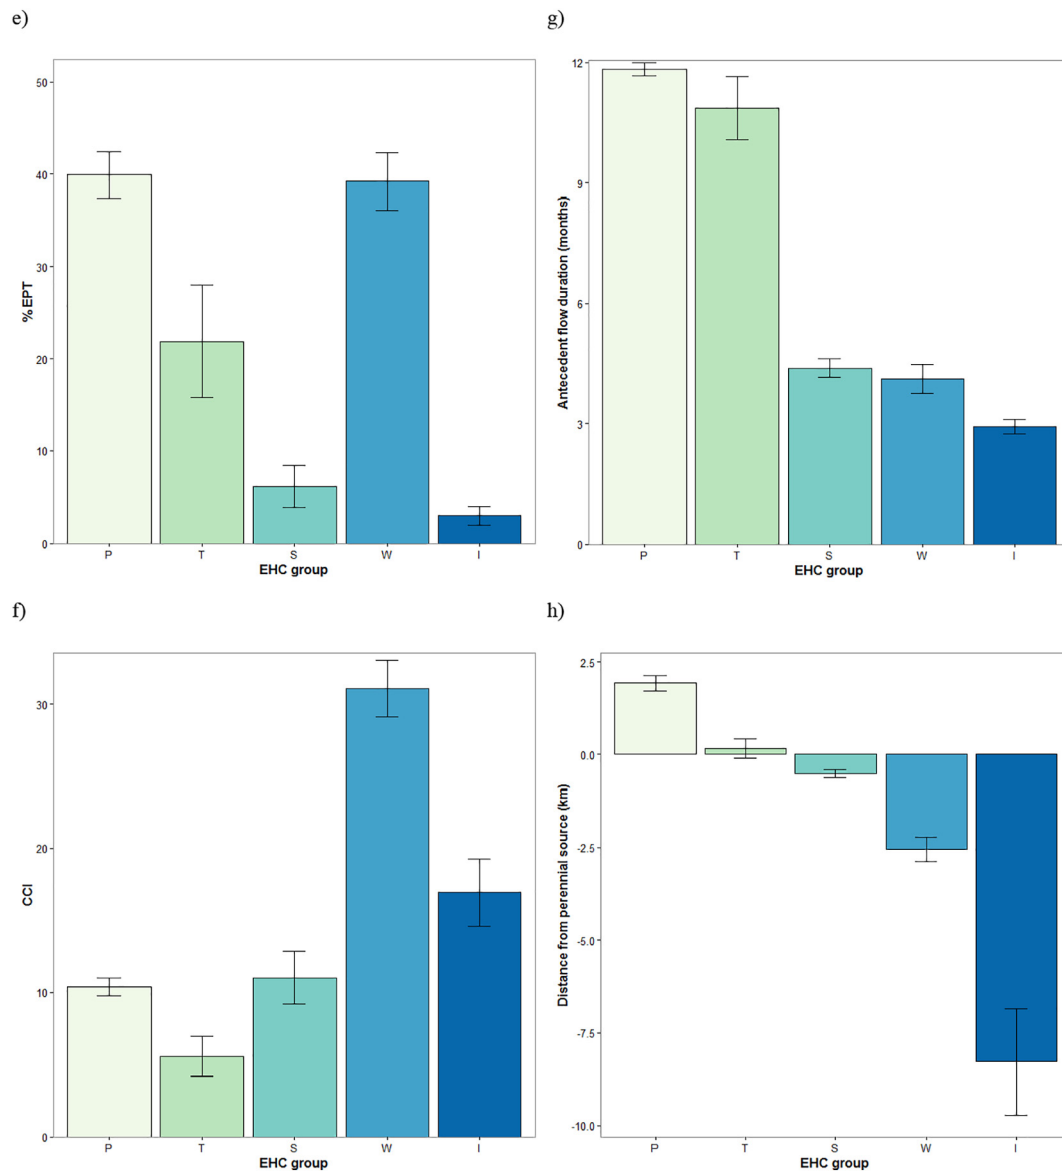 e)
50
40
30
20
10
0
%EPT
P T S W I
EHC group
g)
12
9
6
3
0
Antecedent flow duration (months)
P T S W I
EHC group
f)
30
20
10
0
CCI
P T S W I
EHC group
h)
2.5
0.0
-2.5
-5.0
-7.5
-10.0
Distance from perennial source (km)
P T S W I
EHC group